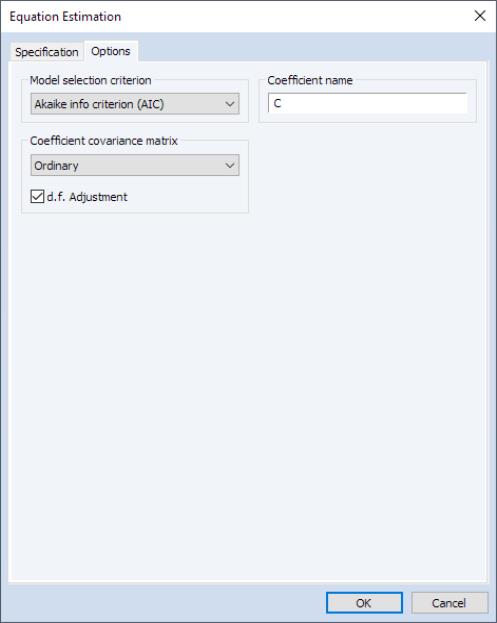 Equation Estimation
Specification
Options
Model selection criterion
Akaike info criterion (AIC)
Coefficient name
C
Coefficient covariance matrix
Ordinary
d.f. Adjustment
OK
Cancel